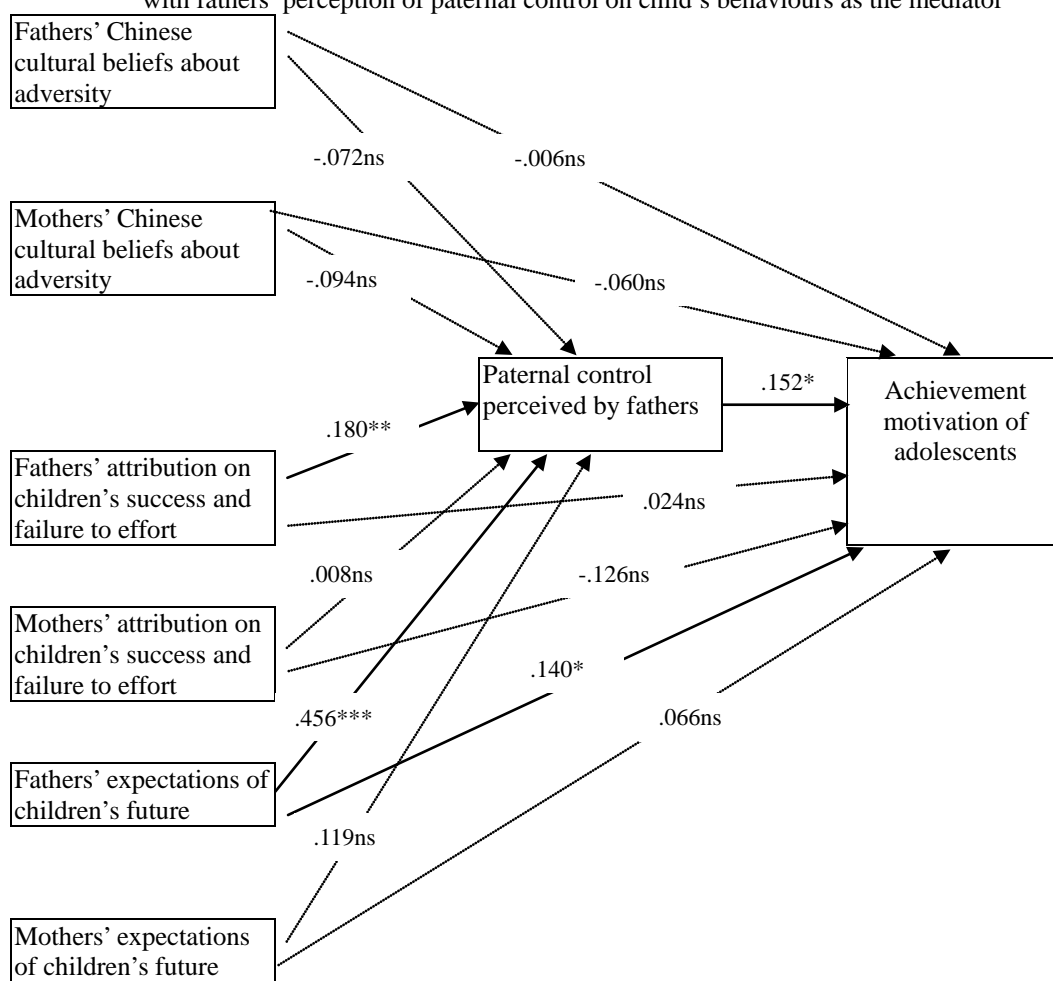 with fathers’ perception of paternal control on child’s behaviours as the mediator
Fathers’ Chinese
cultural beliefs about
adversity
-.072ns
-.006ns
Mothers’ Chinese
cultural beliefs about
adversity
-.094ns
-.060ns
Paternal control
perceived by fathers
.152*
Achievement
motivation of
adolescents
.180**
Fathers’ attribution on
children’s success and
failure to effort
.024ns
.008ns
-.126ns
Mothers’ attribution on
children’s success and
failure to effort
.140*
.456***
.066ns
Fathers’ expectations of
children’s future
.119ns
Mothers’ expectations
of children’s future